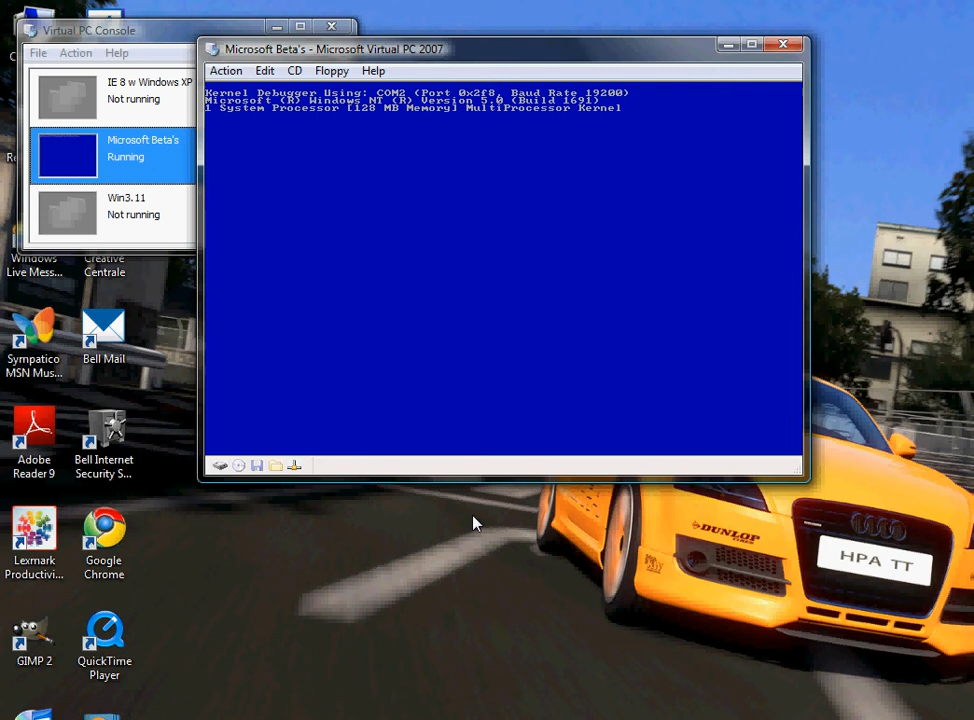 Virtual PC Console
File Action Help
IE 8 w Windows XP
Not running
Microsoft Beta's
Running
Win3.11
Not running
Microsoft Beta's - Microsoft Virtual PC 2007
Action Edit CD Floppy Help
Kernel Debugger Using: COM2 (Port 0x2f8, Baud Rate 19200)
Microsoft (R) Windows NT (R) Version 5.0 (Build 1691)
1 System Processor [128 MB Memory] MultiProcessor Kernel
Windows
Live Mess...
Creative
Centrale
Sympatico
MSN Mus...
Bell Mail
Adobe
Reader 9
Bell Internet
Security S...
Lexmark
Productivi...
Google
Chrome
GIMP 2
QuickTime
Player
DUNLOP
HPA TT